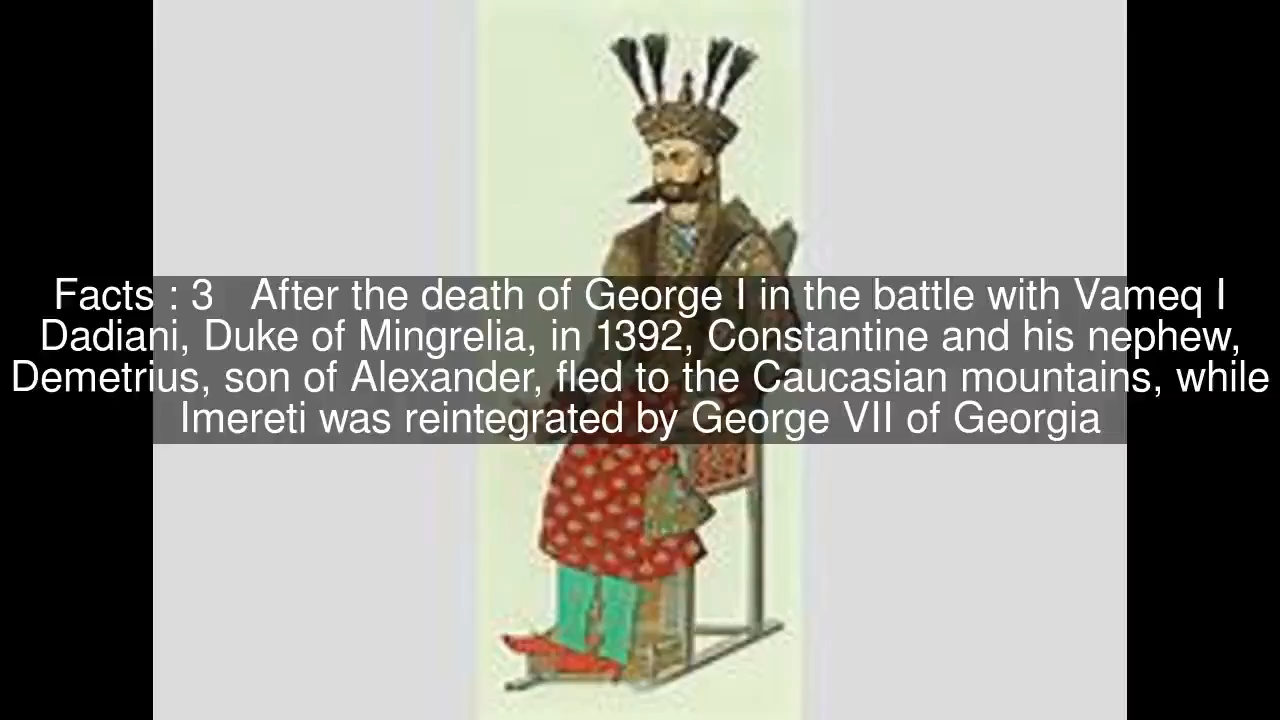 Facts : 3   After the death of George I in the battle with Vameq I
Dadiani, Duke of Mingrelia, in 1392, Constantine and his nephew,
Demetrius, son of Alexander, fled to the Caucasian mountains, while
Imereti was reintegrated by George VII of Georgia